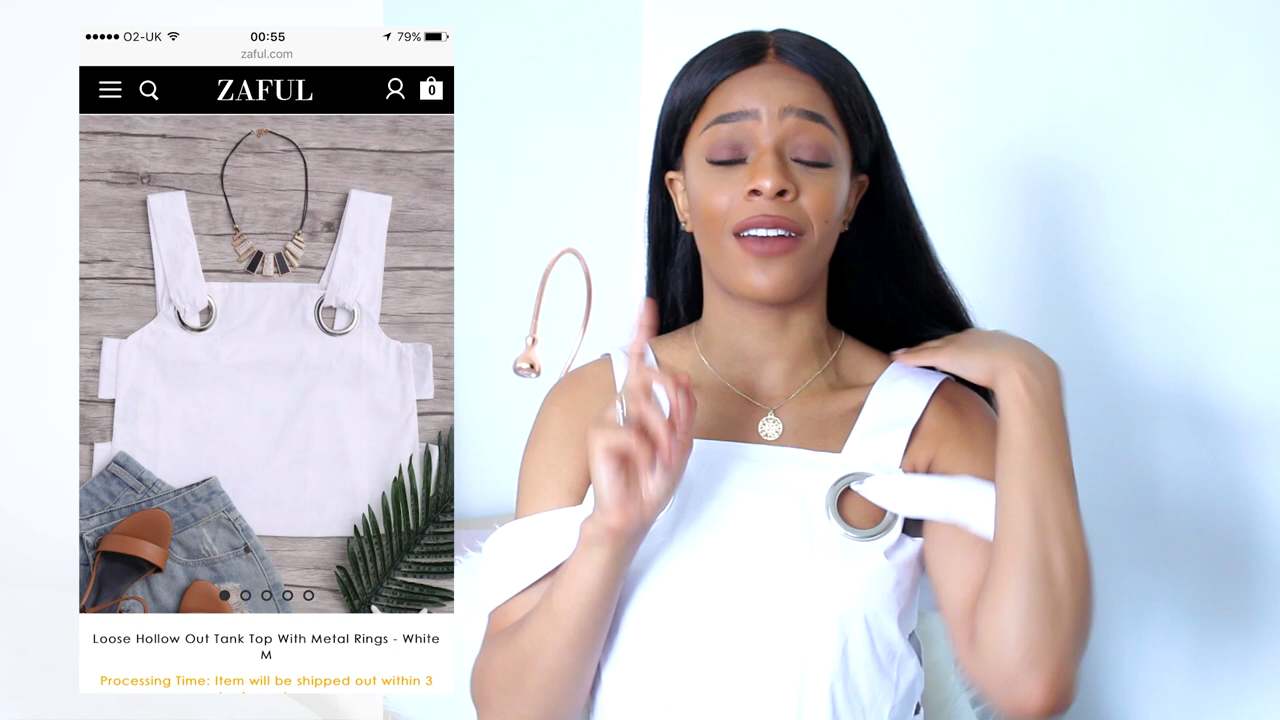 O2-UK 00:55 79%
zaful.com
ZAFUL 0
Loose Hollow Out Tank Top With Metal Rings - White
M
Processing Time: Item will be shipped out within 3